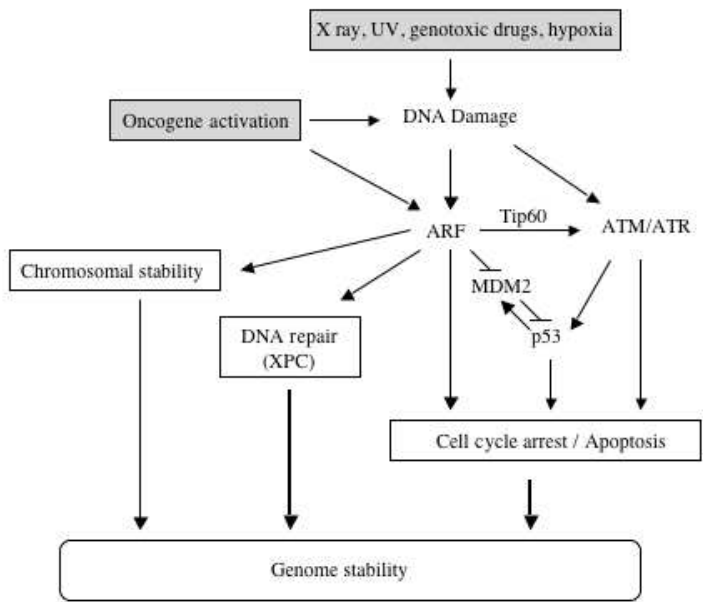 X ray, UV, genotoxic drugs, hypoxia
DNA Damage
Oncogene activation
Tip60
ARF
ATM/ATR
Chromosomal stability
MDM2
DNA repair
(XPC)
p53
Cell cycle arrest / Apoptosis
Genome stability